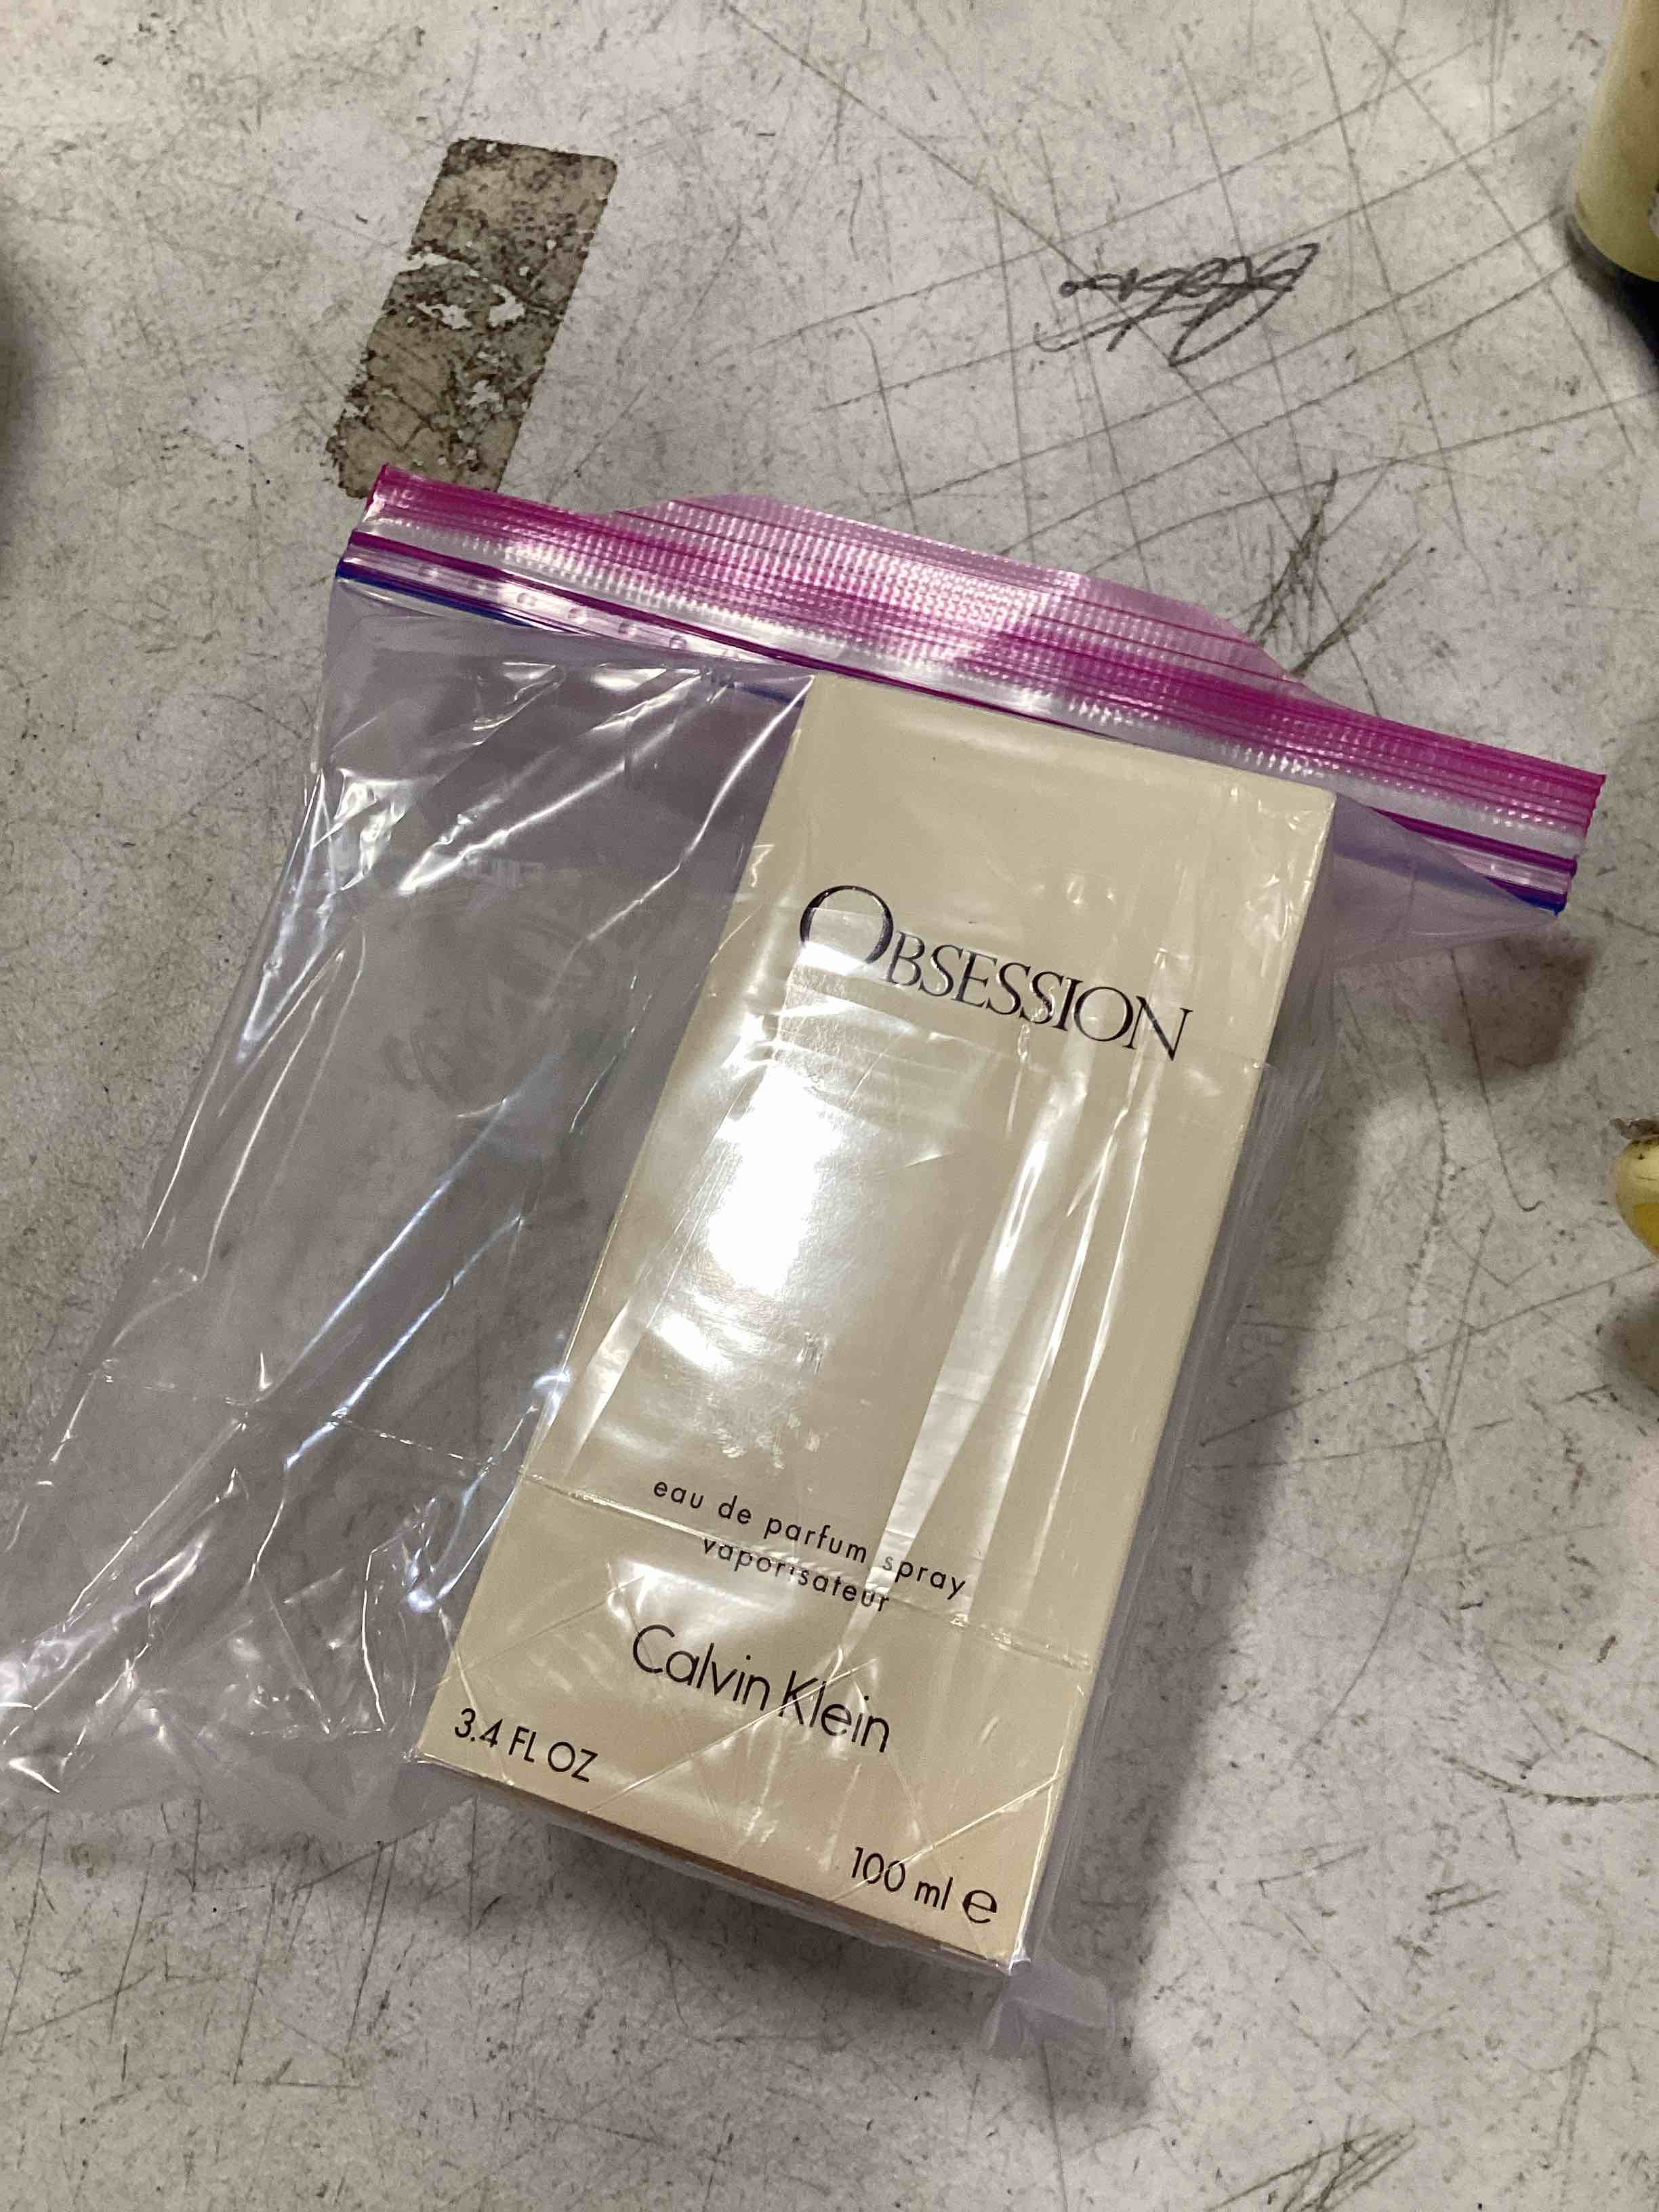 OBSESSION
eau de parfum spray
vaporisateur
Calvin Klein
3.4 FL OZ
100 ml ℮